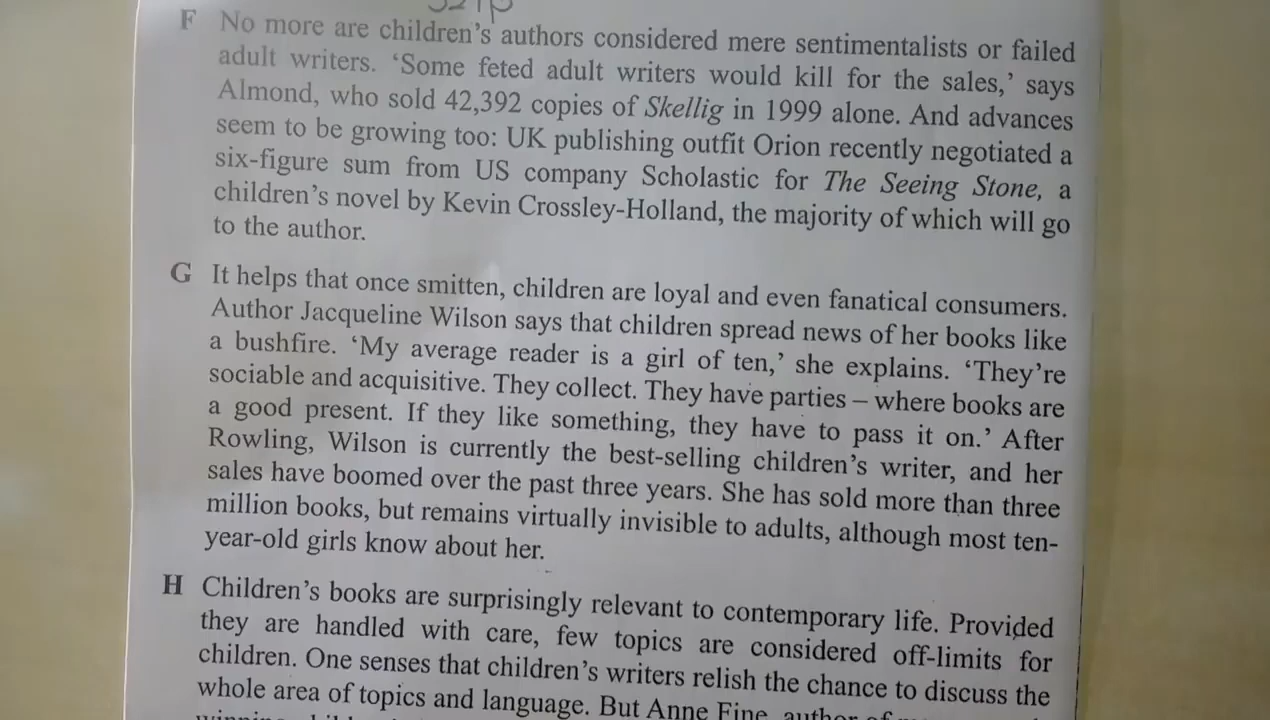 F No more are children's authors considered mere sentimentalists or failed
adult writers. 'Some feted adult writers would kill for the sales,' says
Almond, who sold 42,392 copies of Skellig in 1999 alone. And advances
seem to be growing too: UK publishing outfit Orion recently negotiated a
six-figure sum from US company Scholastic for The Seeing Stone, a
children's novel by Kevin Crossley-Holland, the majority of which will go
to the author.
G It helps that once smitten, children are loyal and even fanatical consumers.
Author Jacqueline Wilson says that children spread news of her books like
a bushfire. 'My average reader is a girl of ten,' she explains. 'They're
sociable and acquisitive. They collect. They have parties – where books are
a good present. If they like something, they have to pass it on.' After
Rowling, Wilson is currently the best-selling children's writer, and her
sales have boomed over the past three years. She has sold more than three
million books, but remains virtually invisible to adults, although most ten-
year-old girls know about her.
H Children's books are surprisingly relevant to contemporary life. Provided
they are handled with care, few topics are considered off-limits for
children. One senses that children's writers relish the chance to discuss the
whole area of topics and language. But Anne Fine, author of